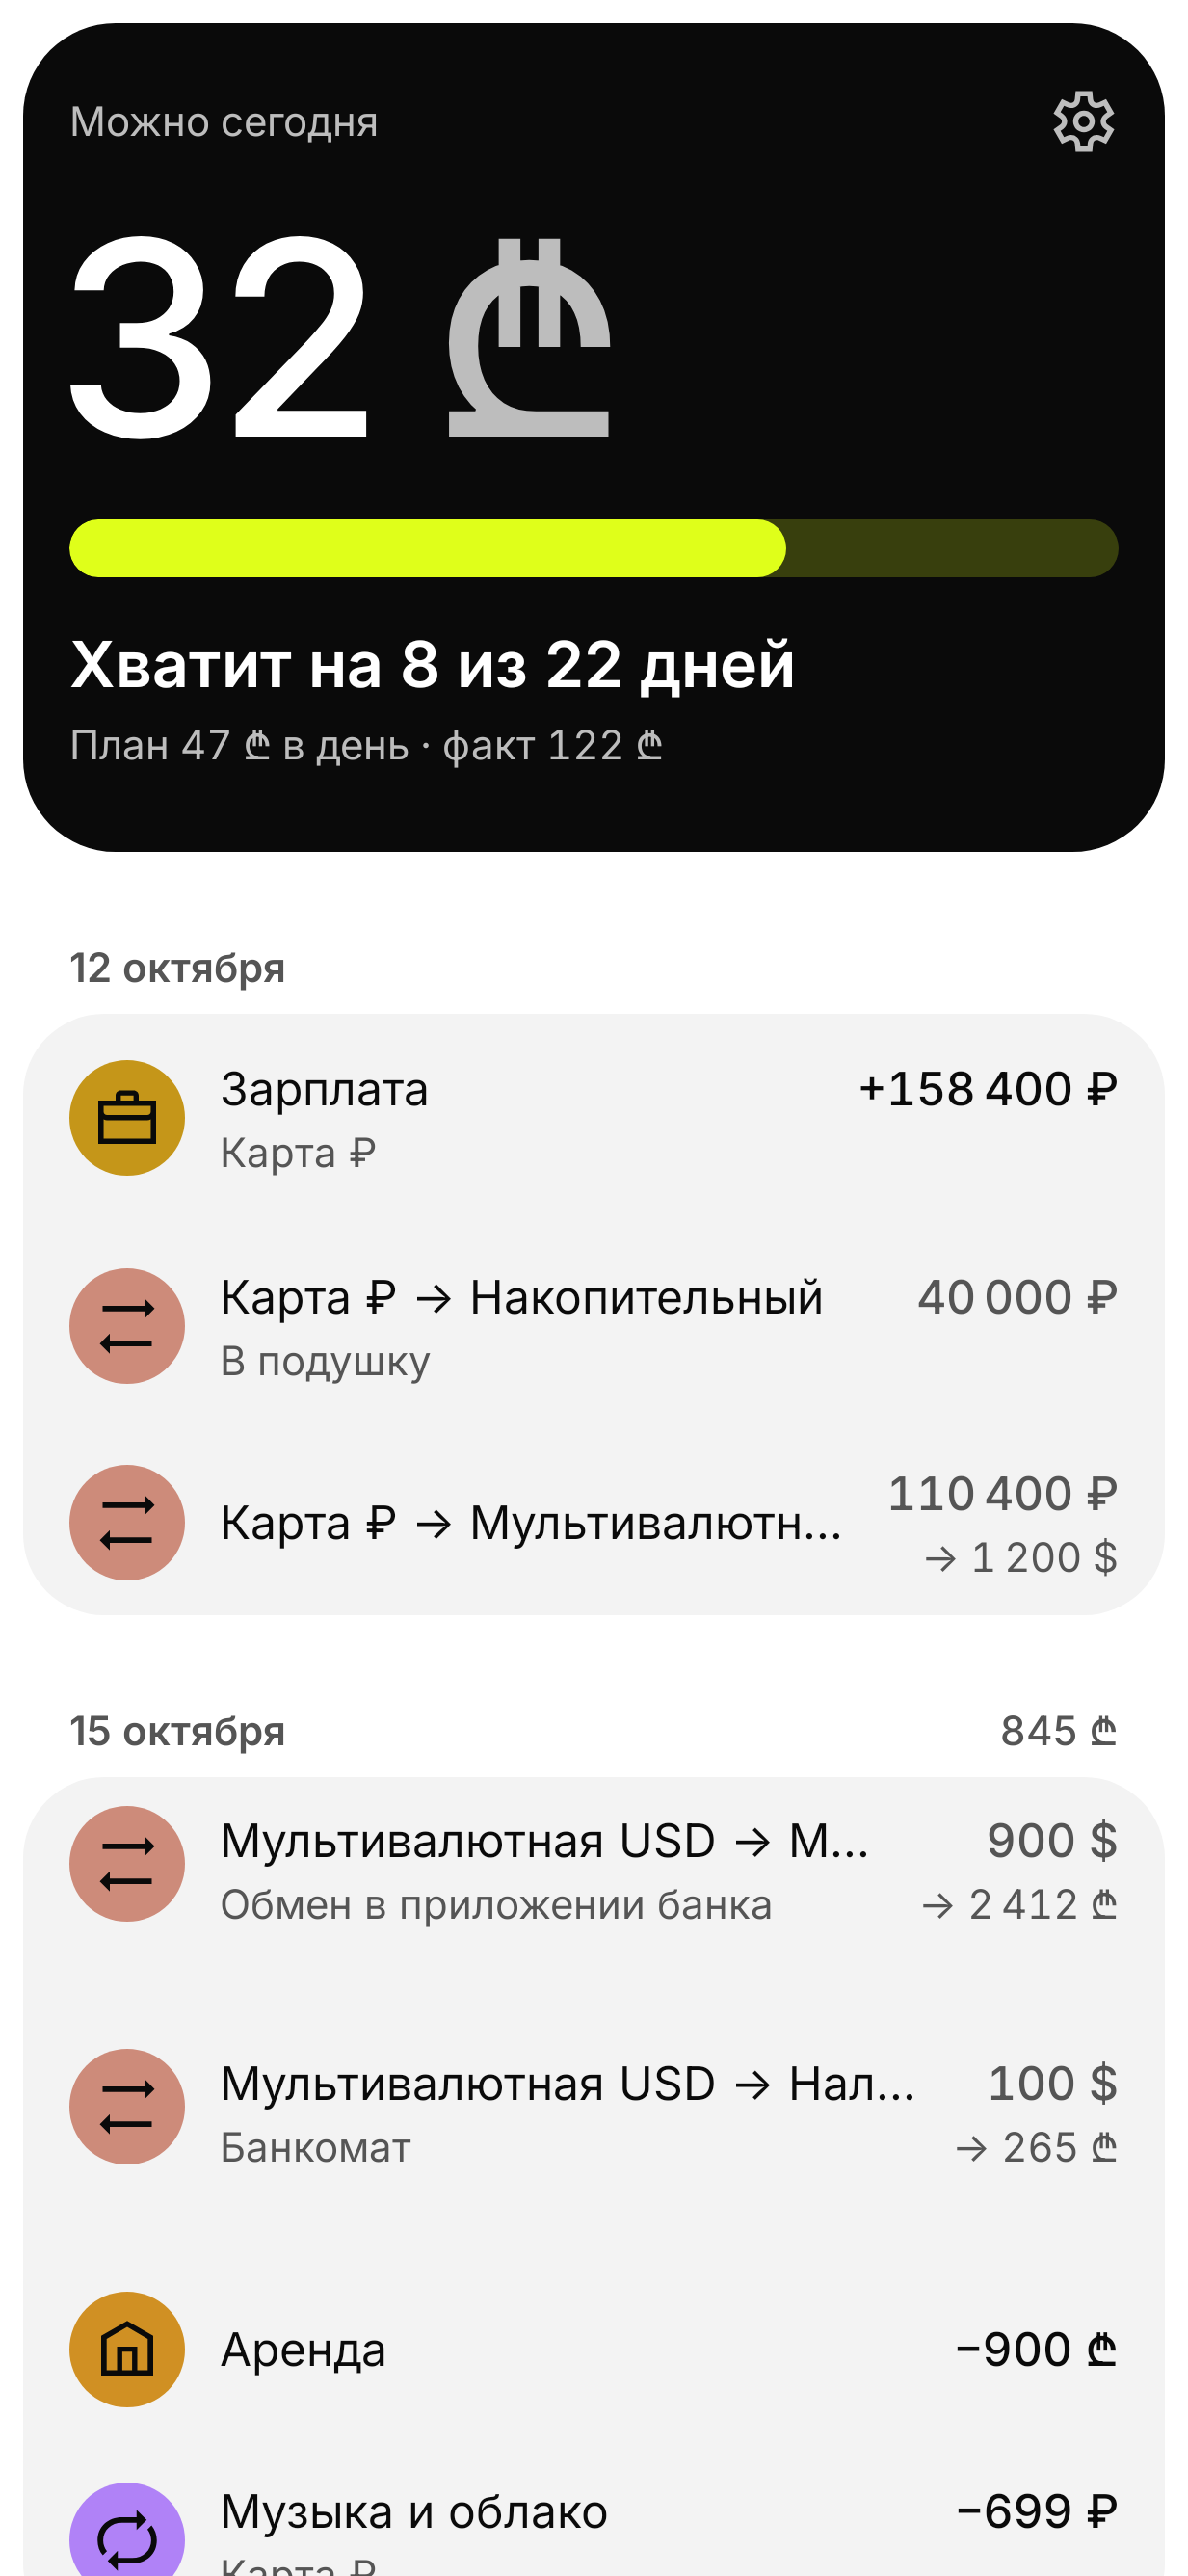 Можно сегодня
32 ₾
Хватит на 8 из 22 дней
План 47 ₾ в день · факт 122 ₾
12 октября
Зарплата +158 400 ₽
Карта ₽
Карта ₽ → Накопительный 40 000 ₽
В подушку
Карта ₽ → Мультивалютн... 110 400 ₽
→ 1 200 $
15 октября 845 ₾
Мультивалютная USD → М... 900 $
Обмен в приложении банка → 2 412 ₾
Мультивалютная USD → Нал... 100 $
Банкомат → 265 ₾
Аренда −900 ₾
Музыка и облако −699 ₽
Карта ₽